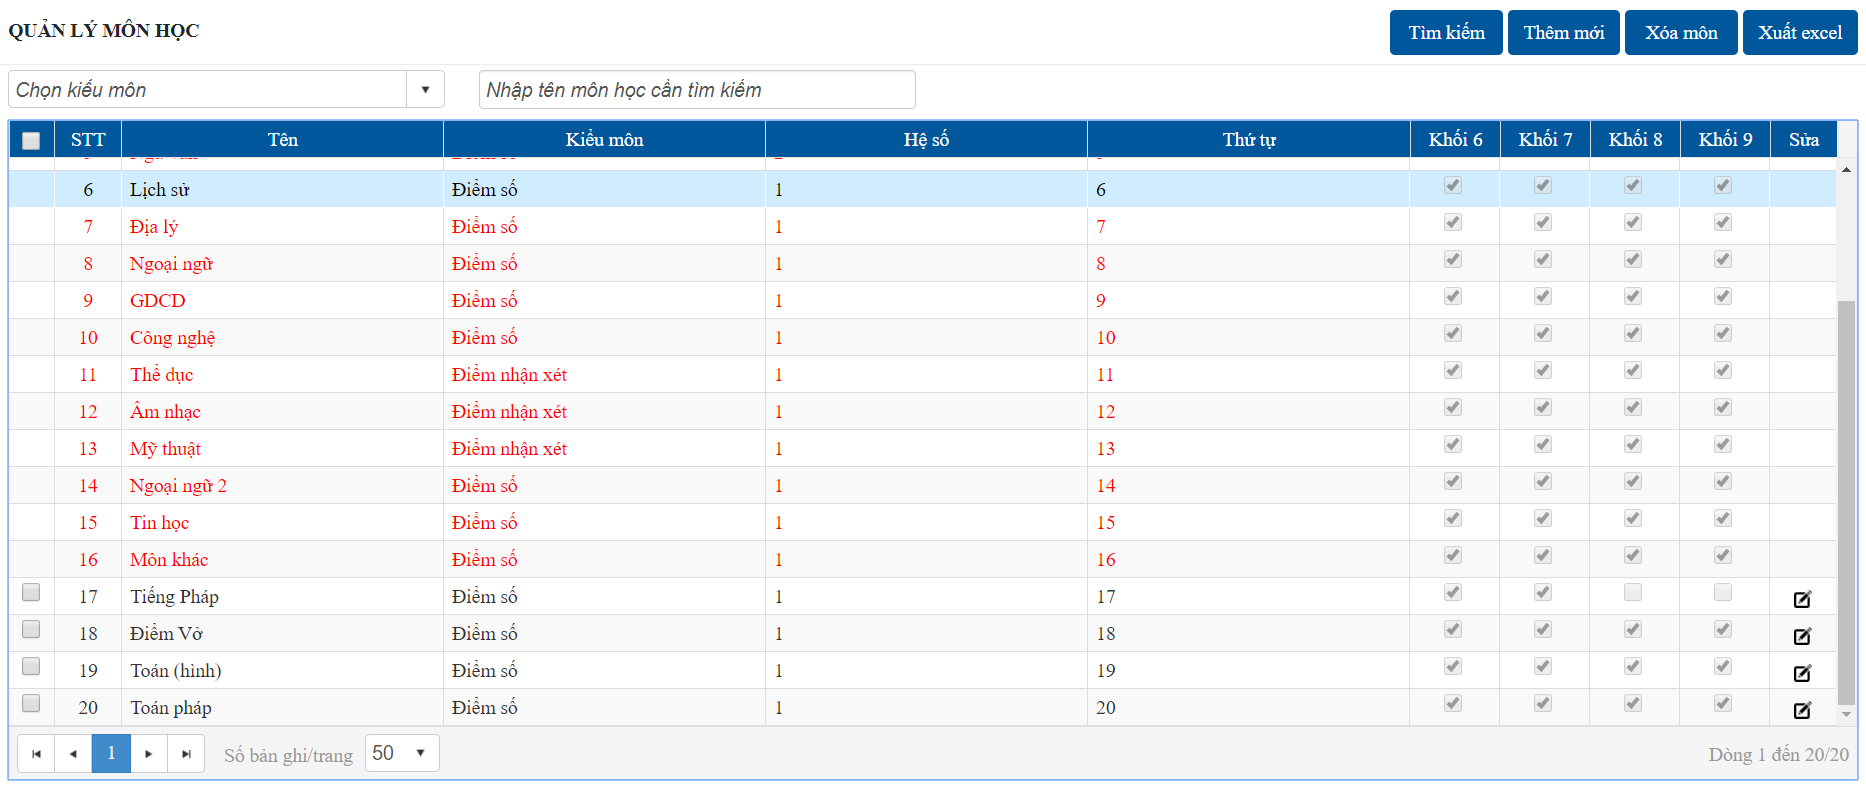 QUẢN LÝ MÔN HỌC
Tìm kiếm Thêm mới Xóa môn Xuất excel
Chọn kiểu môn Nhập tên môn học cần tìm kiếm
STT Tên Kiểu môn Hệ số Thứ tự Khối 6 Khối 7 Khối 8 Khối 9 Sửa
6 Lịch sử Điểm số 1 6
7 Địa lý Điểm số 1 7
8 Ngoại ngữ Điểm số 1 8
9 GDCD Điểm số 1 9
10 Công nghệ Điểm số 1 10
11 Thể dục Điểm nhận xét 1 11
12 Âm nhạc Điểm nhận xét 1 12
13 Mỹ thuật Điểm nhận xét 1 13
14 Ngoại ngữ 2 Điểm số 1 14
15 Tin học Điểm số 1 15
16 Môn khác Điểm số 1 16
17 Tiếng Pháp Điểm số 1 17
18 Điểm Vở Điểm số 1 18
19 Toán (hình) Điểm số 1 19
20 Toán pháp Điểm số 1 20
1 Số bản ghi/trang 50 Dòng 1 đến 20/20